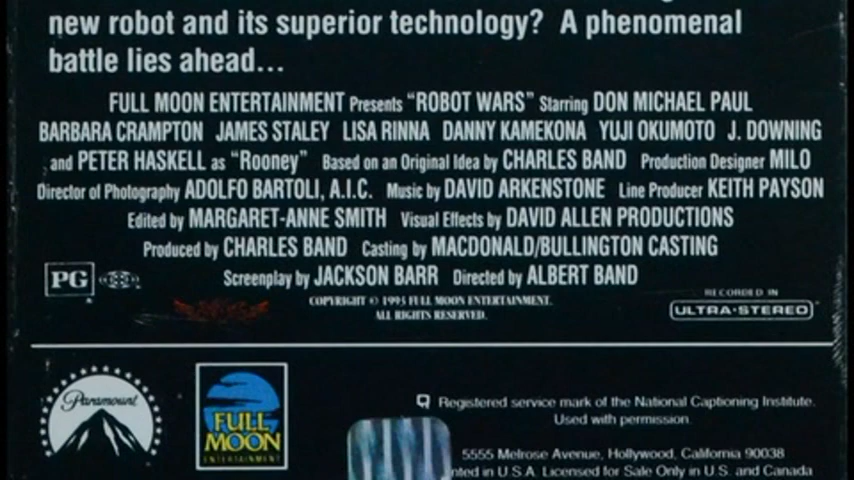 new robot and its superior technology? A phenomenal
battle lies ahead...
FULL MOON ENTERTAINMENT Presents "ROBOT WARS" Starring DON MICHAEL PAUL
BARBARA CRAMPTON JAMES STALEY LISA RINNA DANNY KAMEKONA YUJI OKUMOTO J. DOWNING
and PETER HASKELL as "Rooney" Based on an Original Idea by CHARLES BAND Production Designer MILO
Director of Photography ADOLFO BARTOLI, A.I.C. Music by DAVID ARKENSTONE Line Producer KEITH PAYSON
Edited by MARGARET-ANNE SMITH Visual Effects by DAVID ALLEN PRODUCTIONS
Produced by CHARLES BAND Casting by MACDONALD/BULLINGTON CASTING
Screenplay by JACKSON BARR Directed by ALBERT BAND
PG
COPYRIGHT © 1993 FULL MOON ENTERTAINMENT.
ALL RIGHTS RESERVED.
RECORDED IN
ULTRA-STEREO
Paramount
FULL
MOON
ENTERTAINMENT
Registered service mark of the National Captioning Institute.
Used with permission.
5555 Melrose Avenue, Hollywood, California 90038
nted in U.S.A. Licensed for Sale Only in U.S. and Canada